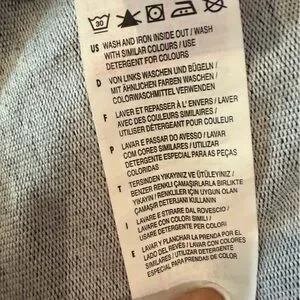 30
US WASH AND IRON INSIDE OUT / WASH
WITH SIMILAR COLOURS / USE
DETERGENT FOR COLOURS
D VON LINKS WASCHEN UND BÜGELN /
MIT ÄHNLICHEN FARBEN WASCHEN /
COLORWASCHMITTEL VERWENDEN
F LAVER ET REPASSER À L' ENVERS / LAVER
AVEC DES COULEURS SIMILAIRES /
UTILISER DÉTERGENT POUR COULEUR
P LAVAR E PASSAR DO AVESSO / LAVAR
COM CORES SIMILARES / UTILIZAR
DETERGENTE ESPECIAL PARA AS PEÇAS
COLORIDAS
T TERSINDEN YIKAYINIZ VE ÜTÜLEYINIZ /
BENZER RENKLI ÇAMAŞIRLARLA BIRLIKTE
YIKAYIN / RENKLILER IÇIN UYGUN OLAN
ÇAMAŞIR DETERJANI KULLANIN
I LAVARE E STIRARE DAL ROVESCIO /
LAVARE CON COLORI SIMILI /
USARE DETERGENTE PER COLORI
E LAVAR Y PLANCHAR LA PRENDA POR EL
LADO DEL REVÉS / LAVAR CON COLORES
SIMILARES / UTILIZAR DETERGENTE
ESPECIAL PARA PRENDAS DE COLOR